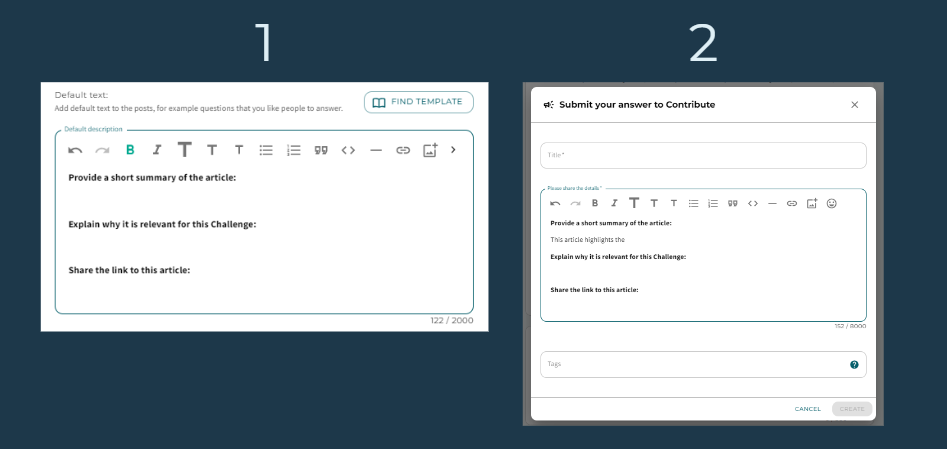 1
2
Default text:
Add default text to the posts, for example questions that you like people to answer.
FIND TEMPLATE
Default description
B I T T T
Provide a short summary of the article:
Explain why it is relevant for this Challenge:
Share the link to this article:
122 / 2000
Submit your answer to Contribute
Title*
Please share the details *
B I T T T
Provide a short summary of the article:
This article highlights the
Explain why it is relevant for this Challenge:
Share the link to this article:
152 / 8000
Tags
?
CANCEL
CREATE